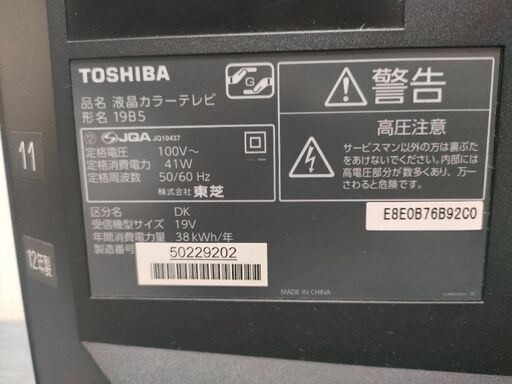 TOSHIBA
品名 液晶カラーテレビ
形名 19B5
JQA JQ10437
定格電圧 100V～
定格消費電力 41W
定格周波数 50/60 Hz
株式会社 東芝
区分名 DK
受信機型サイズ 19V
年間消費電力量 38kWh/年
製造番号 50229202
MADE IN CHINA
G
警告
高圧注意
サービスマン以外の方は裏ぶた
をあけないでください。内部には
高電圧部分が数多くあり、万一
さわると危険です。
E8E0B76B92C0
11
12年製